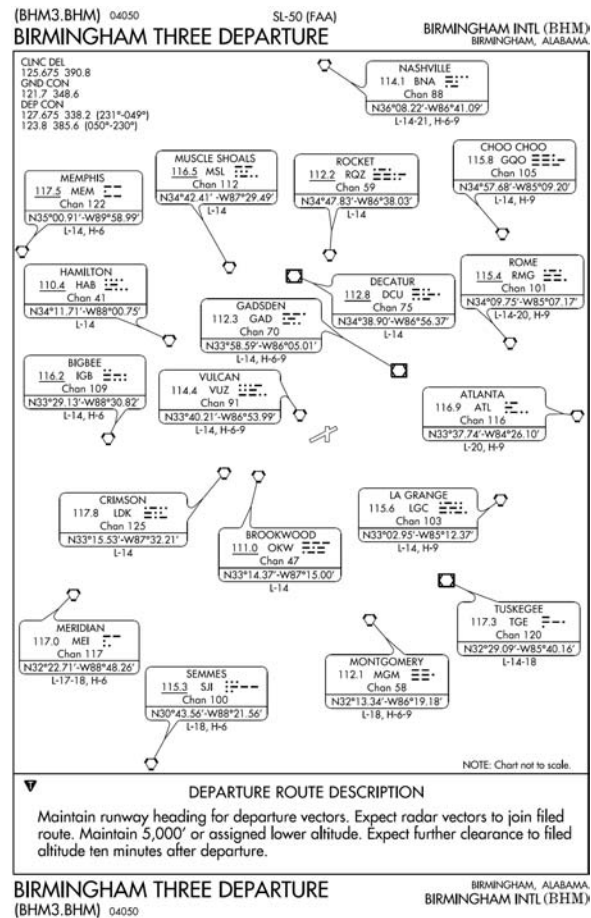 (BHM3.BHM) 04050
SL-50 (FAA)
BIRMINGHAM INTL (BHM)
BIRMINGHAM THREE DEPARTURE
BIRMINGHAM, ALABAMA.
CLNC DEL
125.675 390.8
GND CON
121.7 348.6
DEP CON
127.675 338.2 (231°-049°)
123.8 385.6 (050°-230°)
NASHVILLE
114.1 BNA
Chan 88
N36°08.22'-W86°41.09'
L-14-21, H-6-9
CHOO CHOO
115.8 GQO
Chan 105
N34°57.68'-W85°09.20'
L-14, H-9
MUSCLE SHOALS
116.5 MSL
Chan 112
N34°42.41' -W87°29.49'
L-14
ROCKET
112.2 RQZ
Chan 59
N34°47.83'-W86°38.03'
L-14
MEMPHIS
117.5 MEM
Chan 122
N35°00.91'-W89°58.99'
L-14, H-6
HAMILTON
110.4 HAB
Chan 41
N34°11.71'-W88°00.75'
L-14
DECATUR
112.8 DCU
Chan 75
N34°38.90'-W86°56.37'
L-14
ROME
115.4 RMG
Chan 101
N34°09.75'-W85°07.17'
L-14-20, H-9
GADSDEN
112.3 GAD
Chan 70
N33°58.59'-W86°05.01'
L-14, H-6-9
BIGBEE
116.2 IGB
Chan 109
N33°29.13'-W88°30.82'
L-14, H-6
VULCAN
114.4 VUZ
Chan 91
N33°40.21'-W86°53.99'
L-14, H-6-9
ATLANTA
116.9 ATL
Chan 116
N33°37.74'-W84°26.10'
L-20, H-9
CRIMSON
117.8 LDK
Chan 125
N33°15.53'-W87°32.21'
L-14
BROOKWOOD
111.0 OKW
Chan 47
N33°14.37'-W87°15.00'
L-14
LA GRANGE
115.6 LGC
Chan 103
N33°02.95'-W85°12.37'
L-14, H-9
TUSKEGEE
117.3 TGE
Chan 120
N32°29.09'-W85°40.16'
L-14-18
MERIDIAN
117.0 MEI
Chan 117
N32°22.71'-W88°48.26'
L-17-18, H-6
SEMMES
115.3 SJI
Chan 100
N30°43.56'-W88°21.56'
L-18, H-6
MONTGOMERY
112.1 MGM
Chan 58
N32°13.34'-W86°19.18'
L-18, H-6-9
NOTE: Chart not to scale.
T
DEPARTURE ROUTE DESCRIPTION
Maintain runway heading for departure vectors. Expect radar vectors to join filed
route. Maintain 5,000' or assigned lower altitude. Expect further clearance to filed
altitude ten minutes after departure.
BIRMINGHAM THREE DEPARTURE
(BHM3.BHM) 04050
BIRMINGHAM, ALABAMA.
BIRMINGHAM INTL (BHM)